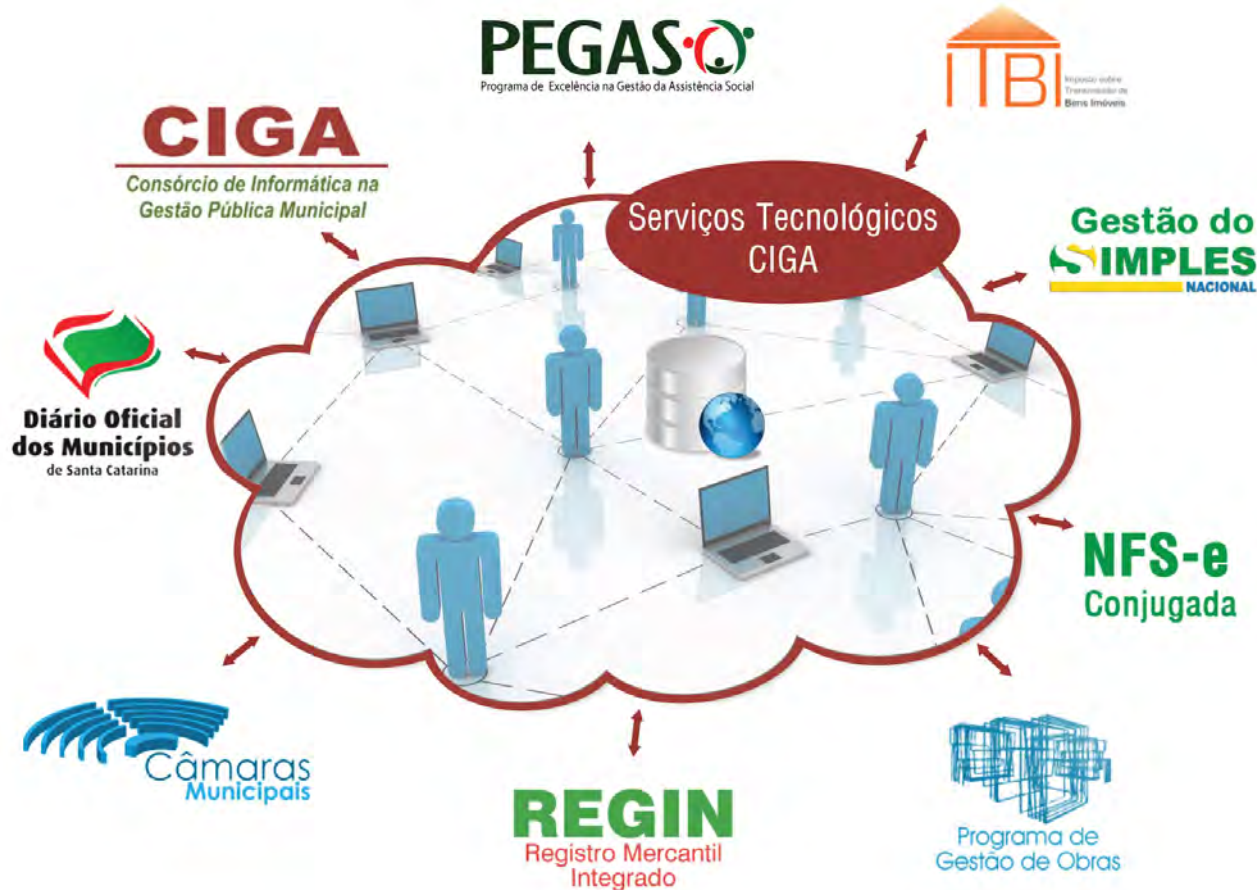 PEGASO
Programa de Excelência na Gestão da Assistência Social
ITBI
Imposto sobre
Transmissão de
Bens Imóveis
CIGA
Consórcio de Informática na
Gestão Pública Municipal
Serviços Tecnológicos
CIGA
Gestão do
SIMPLES
NACIONAL
Diário Oficial
dos Municípios
de Santa Catarina
NFS-e
Conjugada
Câmaras
Municipais
REGIN
Registro Mercantil
Integrado
Programa de
Gestão de Obras